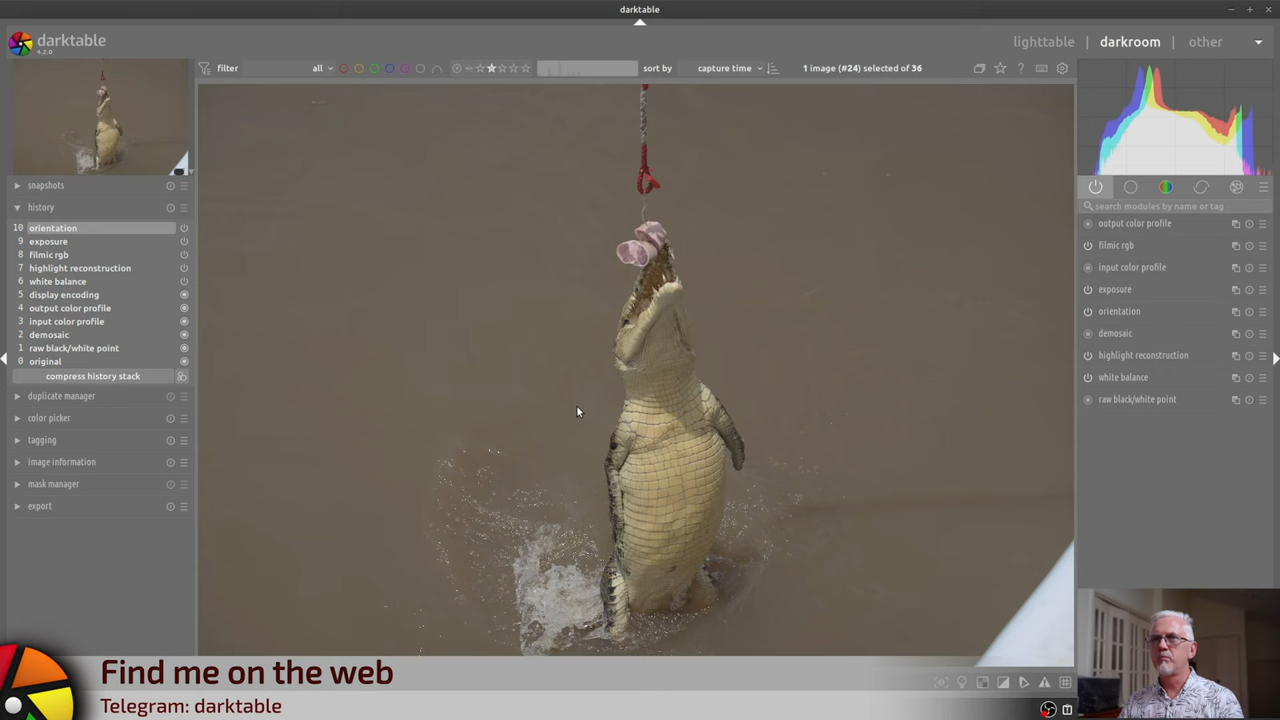 darktable
darktable
4.2.0
lighttable | darkroom | other
filter
all
sort by
capture time
1 image (#24) selected of 36
snapshots
history
10 orientation
9 exposure
8 filmic rgb
7 highlight reconstruction
6 white balance
5 display encoding
4 output color profile
3 input color profile
2 demosaic
1 raw black/white point
0 original
compress history stack
duplicate manager
color picker
tagging
image information
mask manager
export
search modules by name or tag
output color profile
filmic rgb
input color profile
exposure
orientation
demosaic
highlight reconstruction
white balance
raw black/white point
Find me on the web
Telegram: darktable